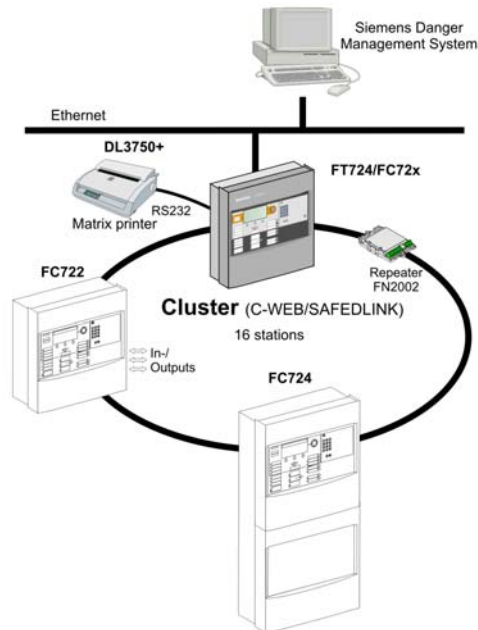 Siemens Danger
Management System
Ethernet
DL3750+
FT724/FC72x
RS232
Matrix printer
FC722
Repeater
FN2002
Cluster (C-WEB/SAFEDLINK)
16 stations
In-/
Outputs
FC724